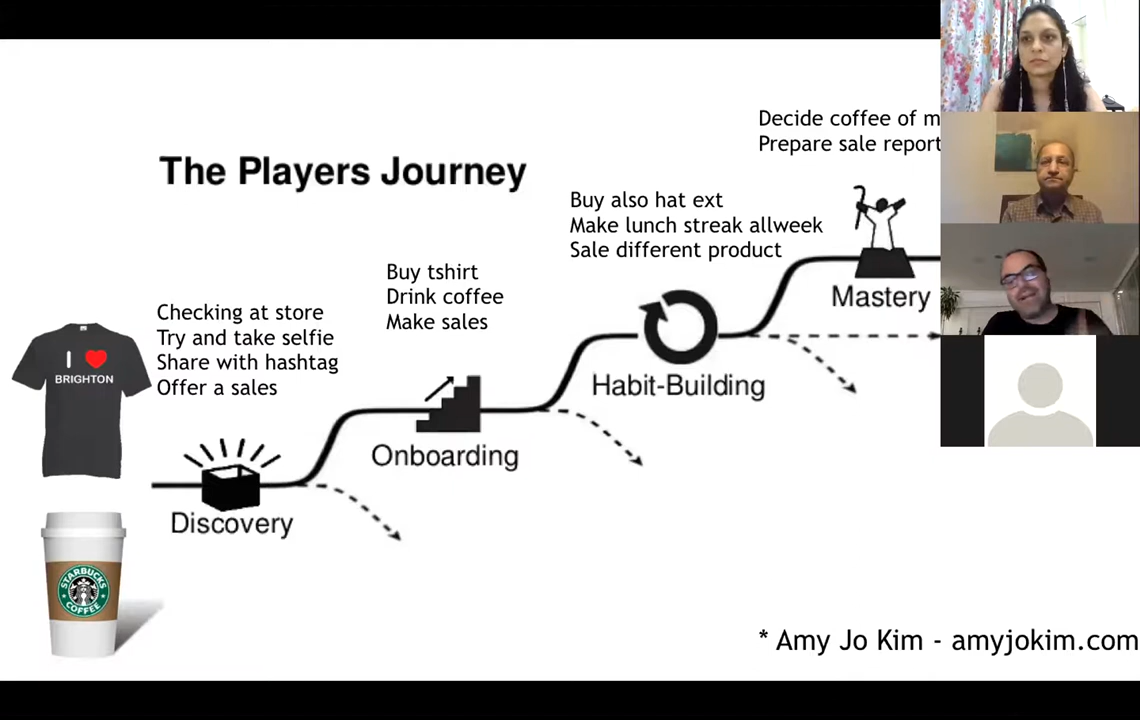 Decide coffee of m
Prepare sale report
The Players Journey
Buy also hat ext
Make lunch streak allweek
Sale different product
Mastery
Buy tshirt
Drink coffee
Make sales
Habit-Building
Checking at store
Try and take selfie
Share with hashtag
Offer a sales
Onboarding
I
BRIGHTON
Discovery
STARBUCKS
COFFEE
* Amy Jo Kim - amyjokim.com